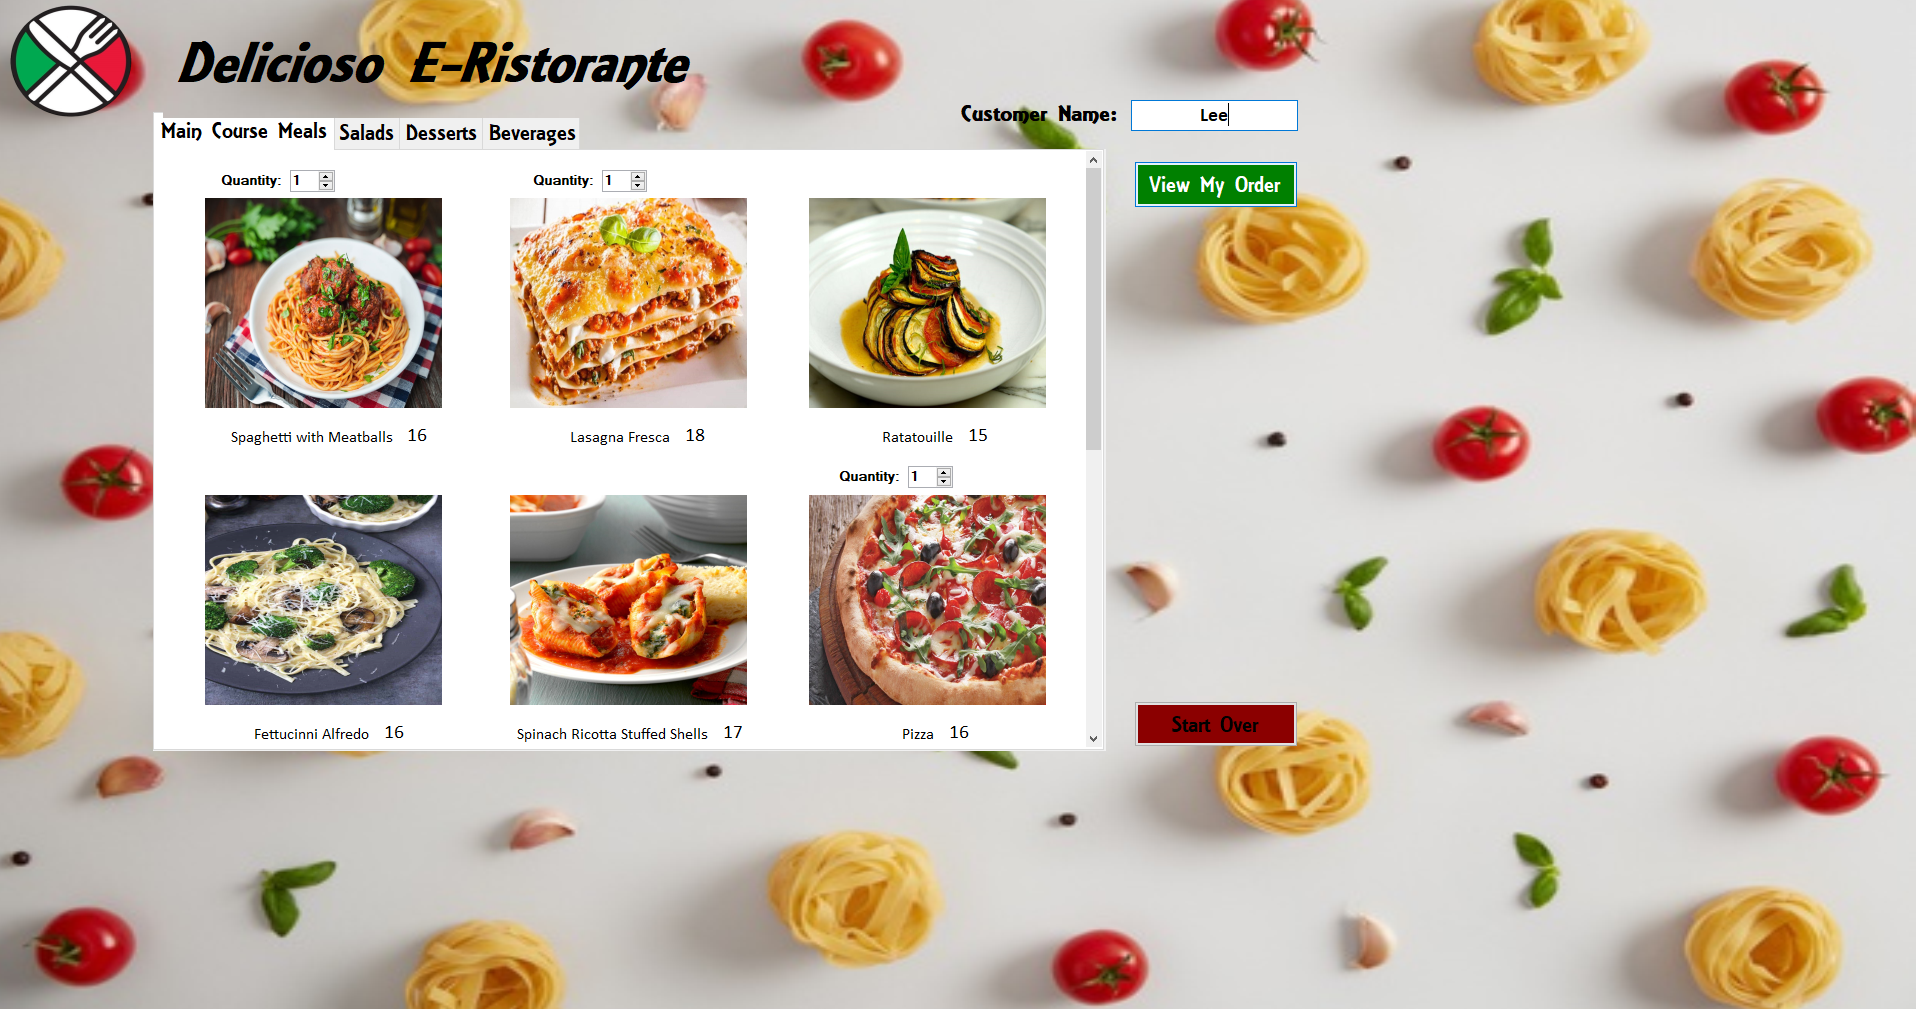 Delicioso E-Ristorante
Customer Name: Lee
Main Course Meals Salads Desserts Beverages
Quantity: 1 Quantity: 1
View My Order
Spaghetti with Meatballs 16 Lasagna Fresca 18 Ratatouille 15
Quantity: 1
Fettucinni Alfredo 16 Spinach Ricotta Stuffed Shells 17 Pizza 16
Start Over